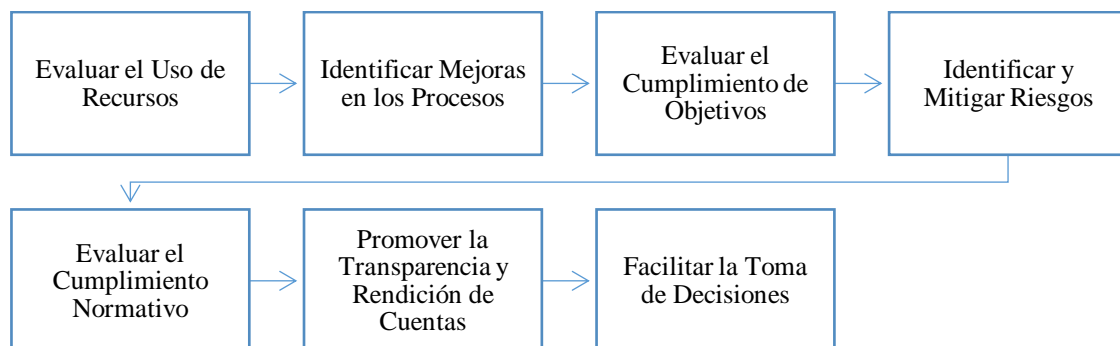 Evaluar el Uso de
Recursos
Identificar Mejoras
en los Procesos
Evaluar el
Cumplimiento de
Objetivos
Identificar y
Mitigar Riesgos
Evaluar el
Cumplimiento
Normativo
Promover la
Transparencia y
Rendición de
Cuentas
Facilitar la Toma
de Decisiones